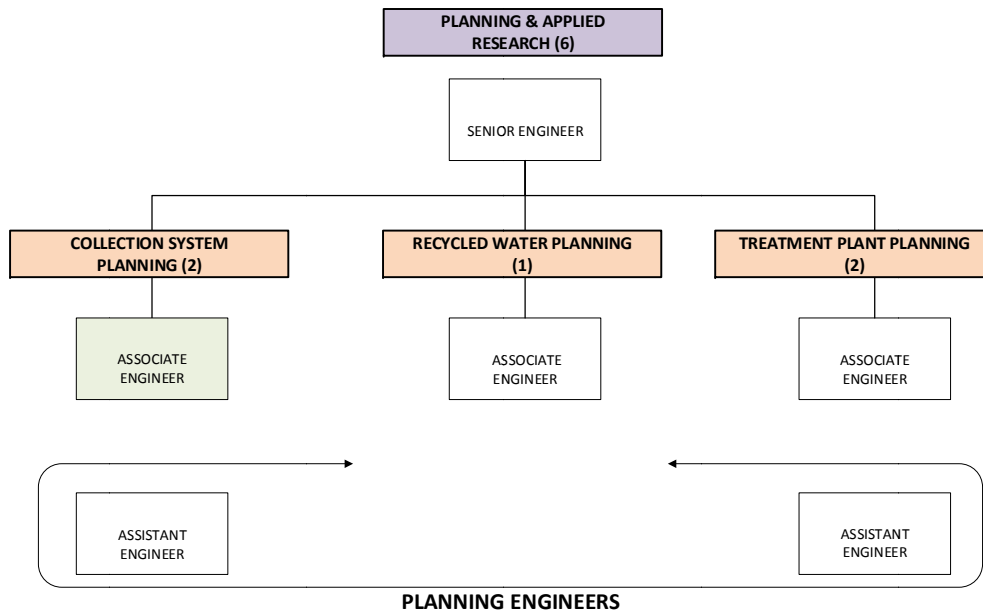 PLANNING & APPLIED
RESEARCH (6)
SENIOR ENGINEER
COLLECTION SYSTEM
PLANNING (2)
RECYCLED WATER PLANNING
(1)
TREATMENT PLANT PLANNING
(2)
ASSOCIATE
ENGINEER
ASSOCIATE
ENGINEER
ASSOCIATE
ENGINEER
ASSISTANT
ENGINEER
ASSISTANT
ENGINEER
PLANNING ENGINEERS